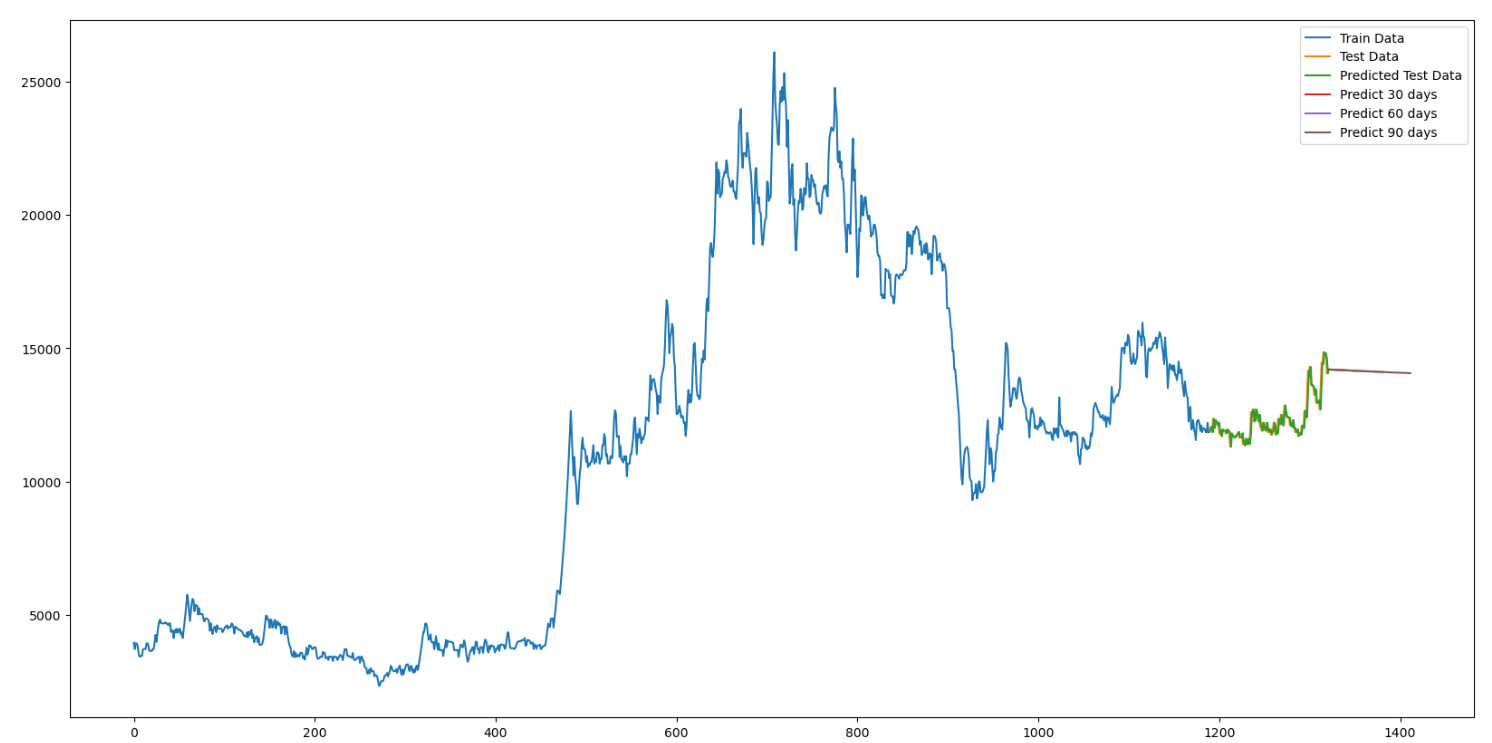 Train Data
Test Data
Predicted Test Data
Predict 30 days
Predict 60 days
Predict 90 days
25000
20000
15000
10000
5000
0 200 400 600 800 1000 1200 1400